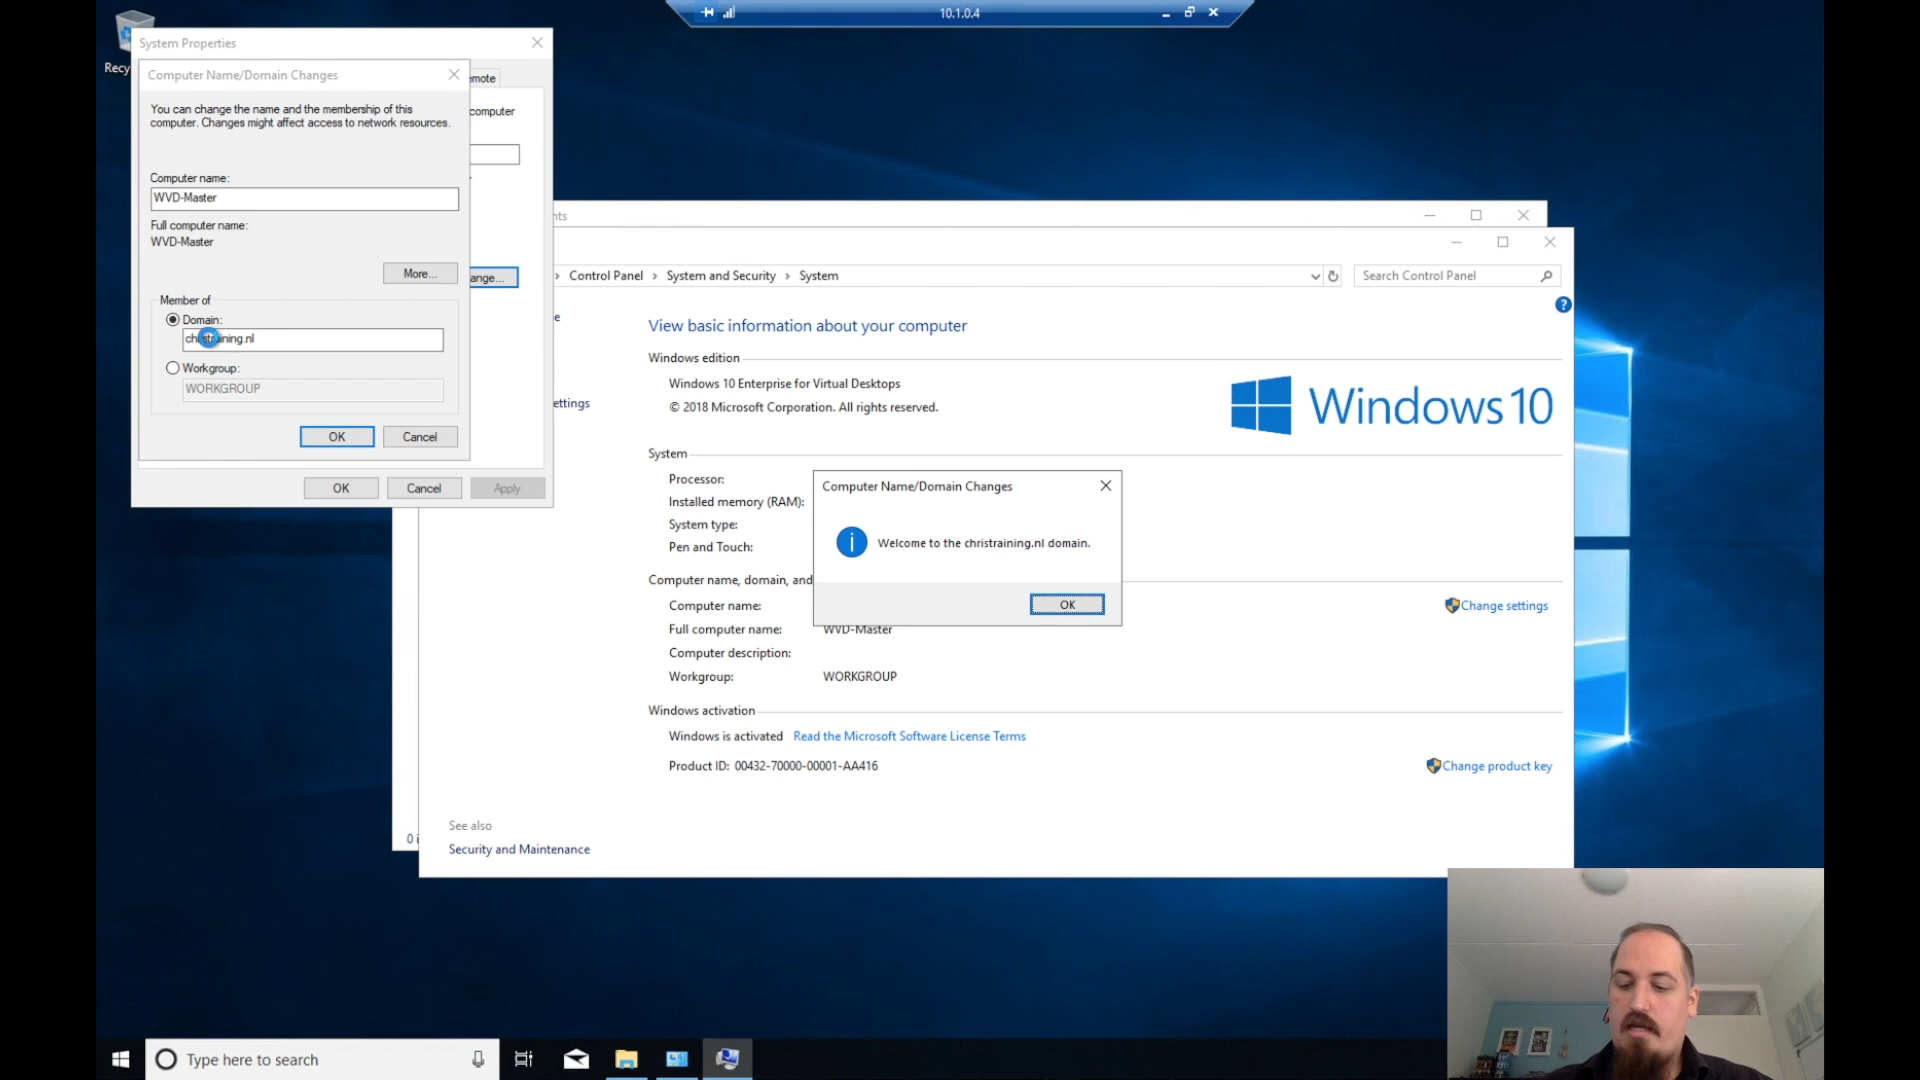 10.1.0.4
Recy
System Properties
Computer Name/Domain Changes
emote
You can change the name and the membership of this
computer. Changes might affect access to network resources.
computer
Computer name:
WVD-Master
Full computer name:
WVD-Master
More...
ange...
Member of
Domain:
Workgroup:
WORKGROUP
OK
Cancel
OK
Cancel
Apply
nts
Control Panel > System and Security > System
Search Control Panel
e
ettings
View basic information about your computer
Windows edition
Windows 10 Enterprise for Virtual Desktops
© 2018 Microsoft Corporation. All rights reserved.
Windows 10
System
Processor:
Installed memory (RAM):
System type:
Pen and Touch:
Computer Name/Domain Changes
Welcome to the christraining.nl domain.
OK
Computer name, domain, and
Computer name:
Change settings
Full computer name: WVD-Master
Computer description:
Workgroup: WORKGROUP
Windows activation
Windows is activated Read the Microsoft Software License Terms
Product ID: 00432-70000-00001-AA416
Change product key
See also
Security and Maintenance
0 i
Type here to search